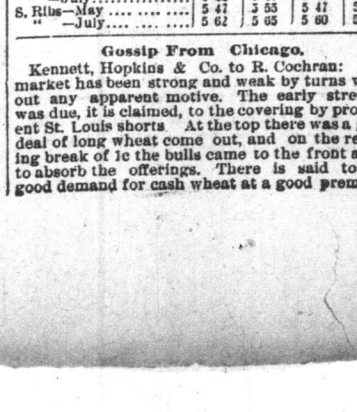 S. Ribs—May .... .... .... 5 47 5 55 5 47
" —July.... .... .... 5 62 5 65 5 60
Gossip From Chicago.
Kennett, Hopkins & Co. to R. Cochran:
market has been strong and weak by turns
out any apparent motive. The early stre
was due, it is claimed, to the covering by pro
ent St. Louis shorts. At the top there was a
deal of long wheat come out, and on the re
ing break of 1c the bulls came to the front a
to absorb the offerings. There is said to
good demand for cash wheat at a good prem